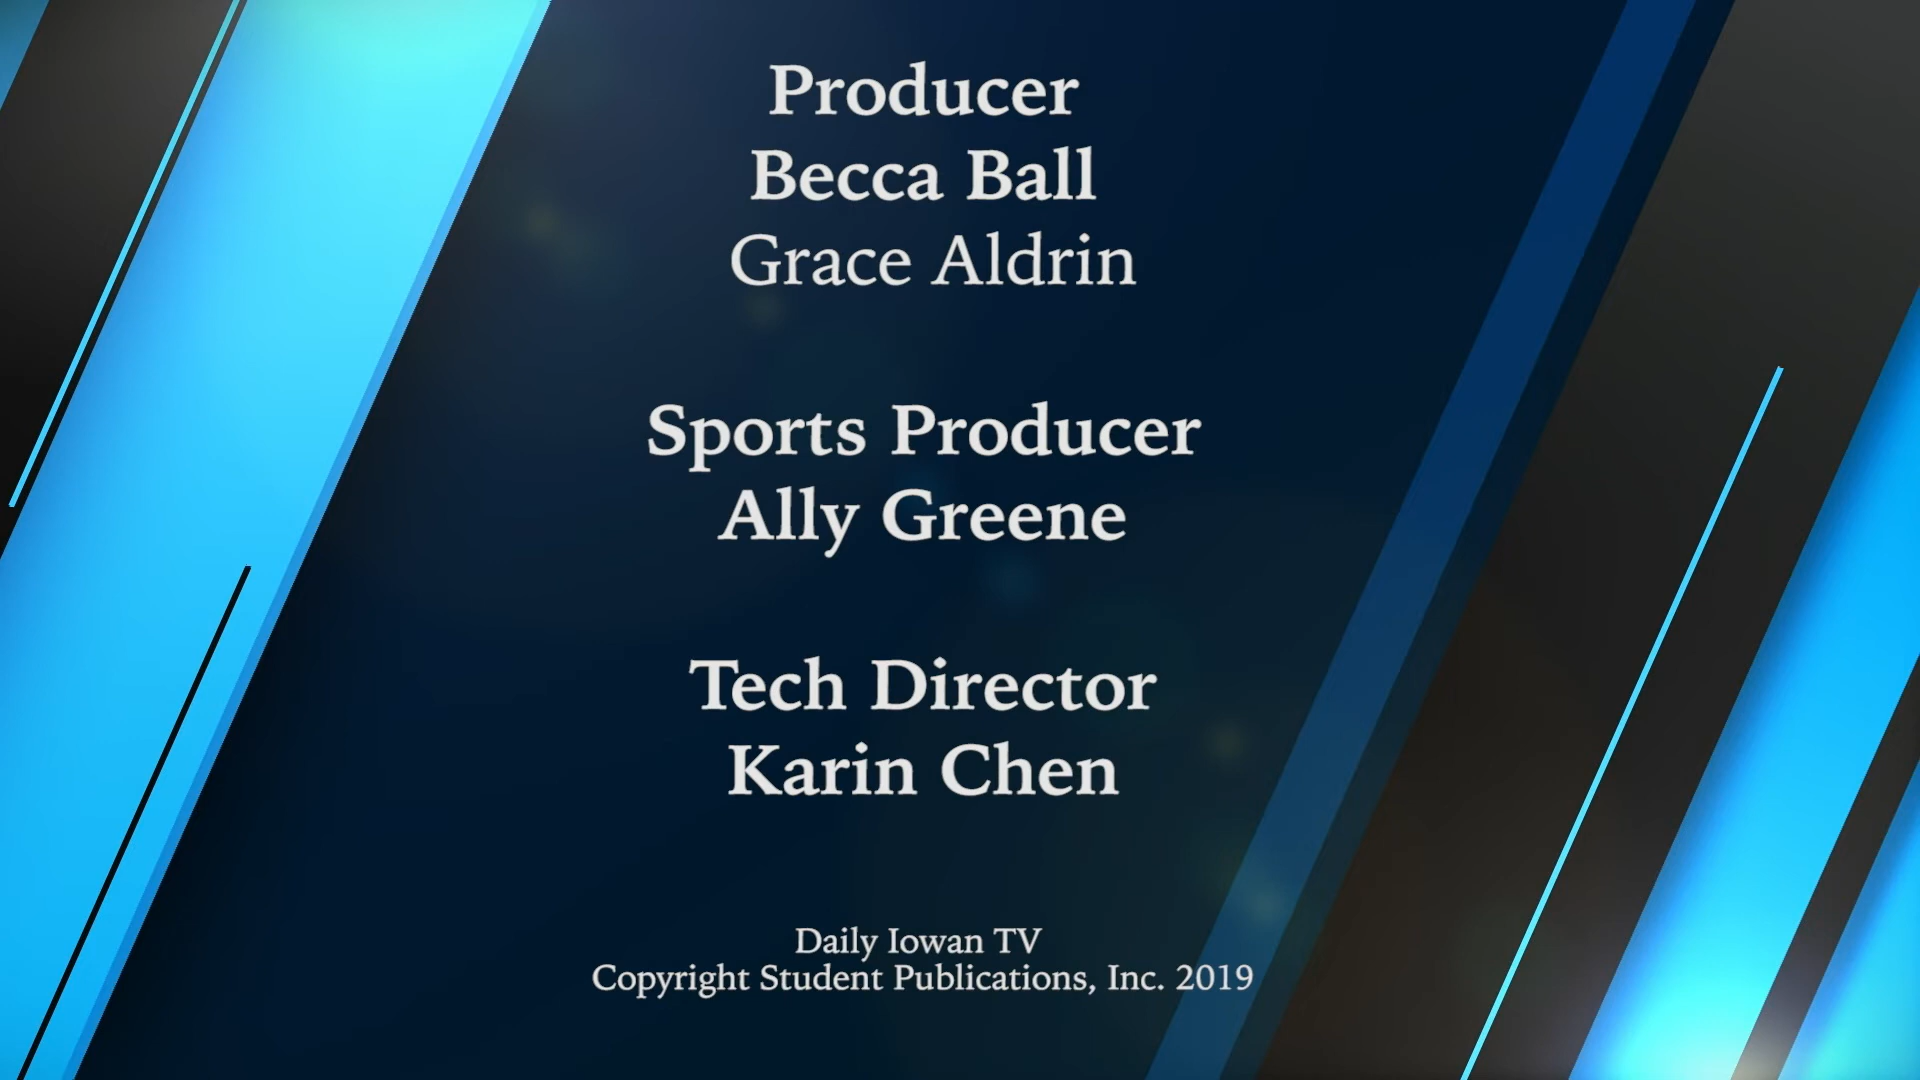 Producer
Becca Ball
Grace Aldrin
Sports Producer
Ally Greene
Tech Director
Karin Chen
Daily Iowan TV
Copyright Student Publications, Inc. 2019